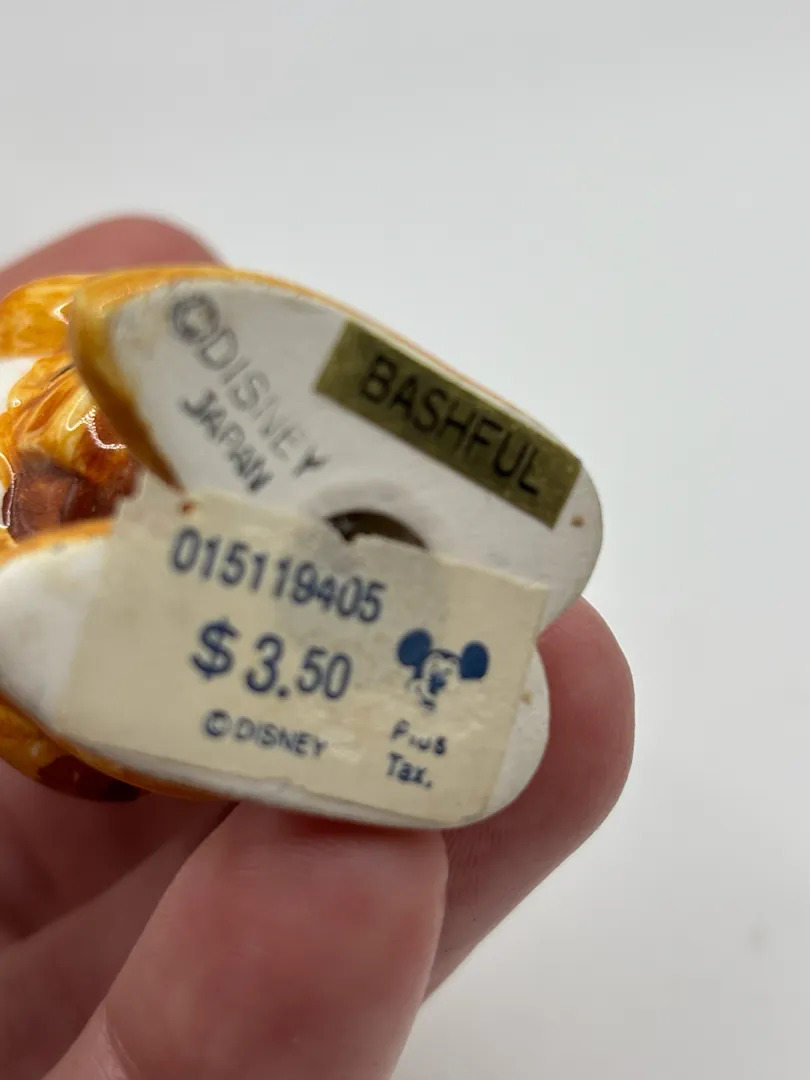 ©DISNEY
JAPAN
BASHFUL
015119405
$3.50
©DISNEY
Plus
Tax.